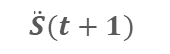 S̈(t + 1)